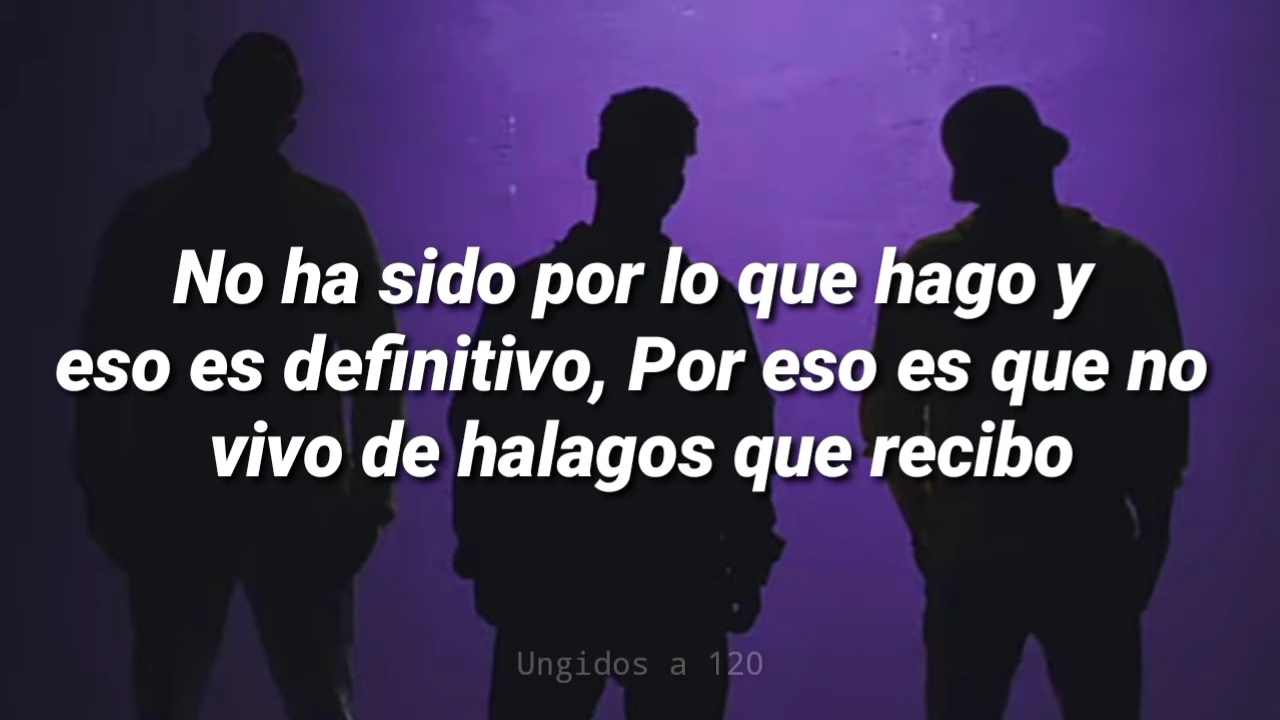 No ha sido por lo que hago y
eso es definitivo, Por eso es que no
vivo de halagos que recibo
Ungidos a 120